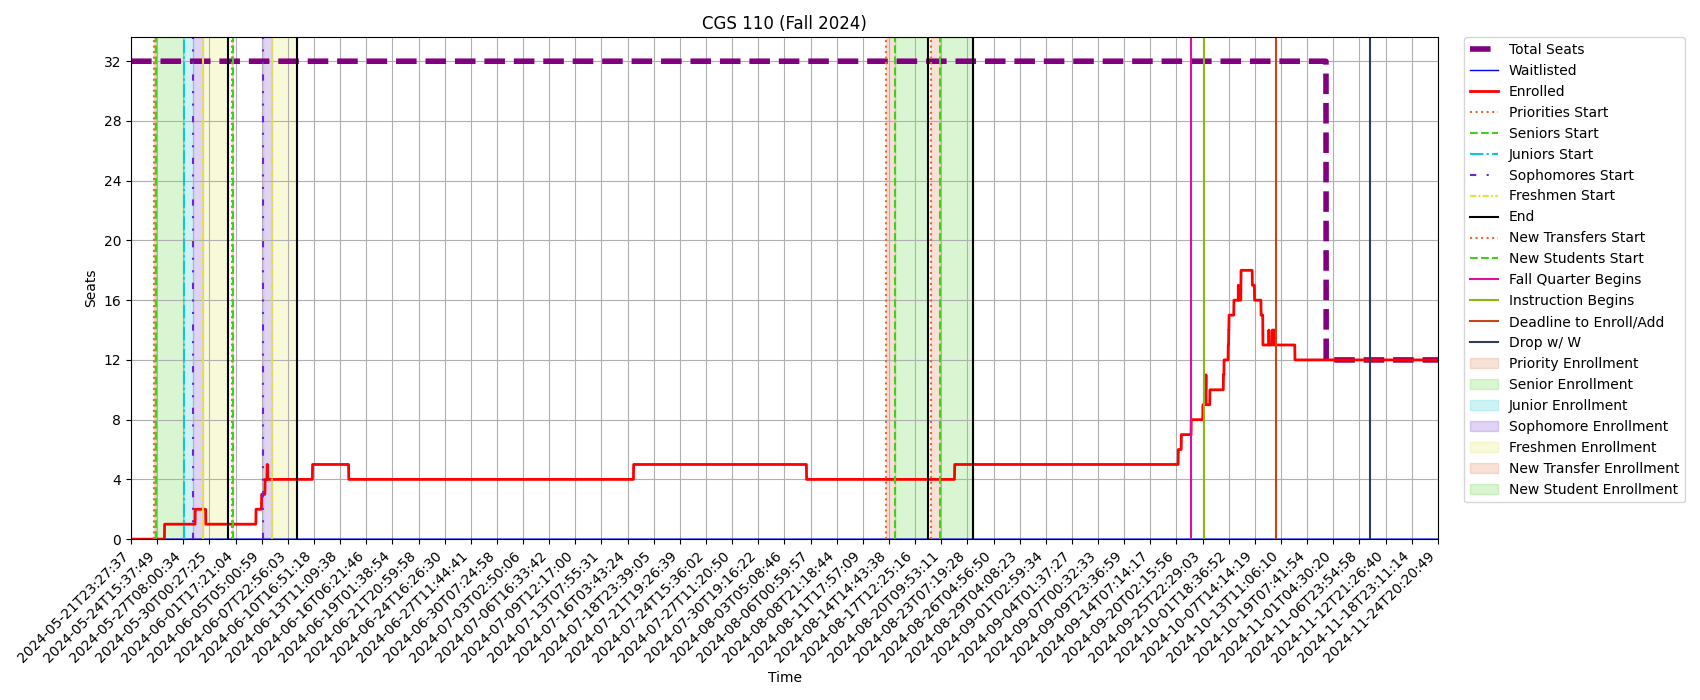 CGS 110 (Fall 2024)
Seats
32
28
24
20
16
12
8
4
0
2024-05-21T23:27:37
2024-05-24T15:37:49
2024-05-27T08:00:34
2024-05-30T00:27:25
2024-06-01T17:21:04
2024-06-05T05:00:59
2024-06-07T22:56:03
2024-06-10T16:51:18
2024-06-13T11:09:38
2024-06-16T06:21:46
2024-06-19T01:38:54
2024-06-21T20:59:58
2024-06-24T16:26:30
2024-06-27T11:44:41
2024-06-30T07:24:58
2024-07-03T02:50:06
2024-07-06T16:33:42
2024-07-09T12:17:00
2024-07-13T07:55:31
2024-07-16T03:43:24
2024-07-18T23:39:05
2024-07-21T19:26:39
2024-07-24T15:36:02
2024-07-27T11:20:50
2024-07-30T19:16:22
2024-08-03T05:08:46
2024-08-06T00:59:57
2024-08-08T21:18:44
2024-08-11T17:57:09
2024-08-14T14:43:38
2024-08-17T12:25:16
2024-08-20T09:53:11
2024-08-23T07:19:28
2024-08-26T04:56:50
2024-08-29T04:08:23
2024-09-01T02:59:34
2024-09-04T01:37:27
2024-09-07T00:32:33
2024-09-09T23:36:59
2024-09-14T07:14:17
2024-09-20T02:15:56
2024-09-25T22:29:03
2024-10-01T18:36:52
2024-10-07T14:14:19
2024-10-13T11:06:10
2024-10-19T07:41:54
2024-11-01T04:30:20
2024-11-06T23:54:58
2024-11-12T21:26:40
2024-11-18T23:11:14
2024-11-24T20:20:49
Time
Total Seats
Waitlisted
Enrolled
Priorities Start
Seniors Start
Juniors Start
Sophomores Start
Freshmen Start
End
New Transfers Start
New Students Start
Fall Quarter Begins
Instruction Begins
Deadline to Enroll/Add
Drop w/ W
Priority Enrollment
Senior Enrollment
Junior Enrollment
Sophomore Enrollment
Freshmen Enrollment
New Transfer Enrollment
New Student Enrollment